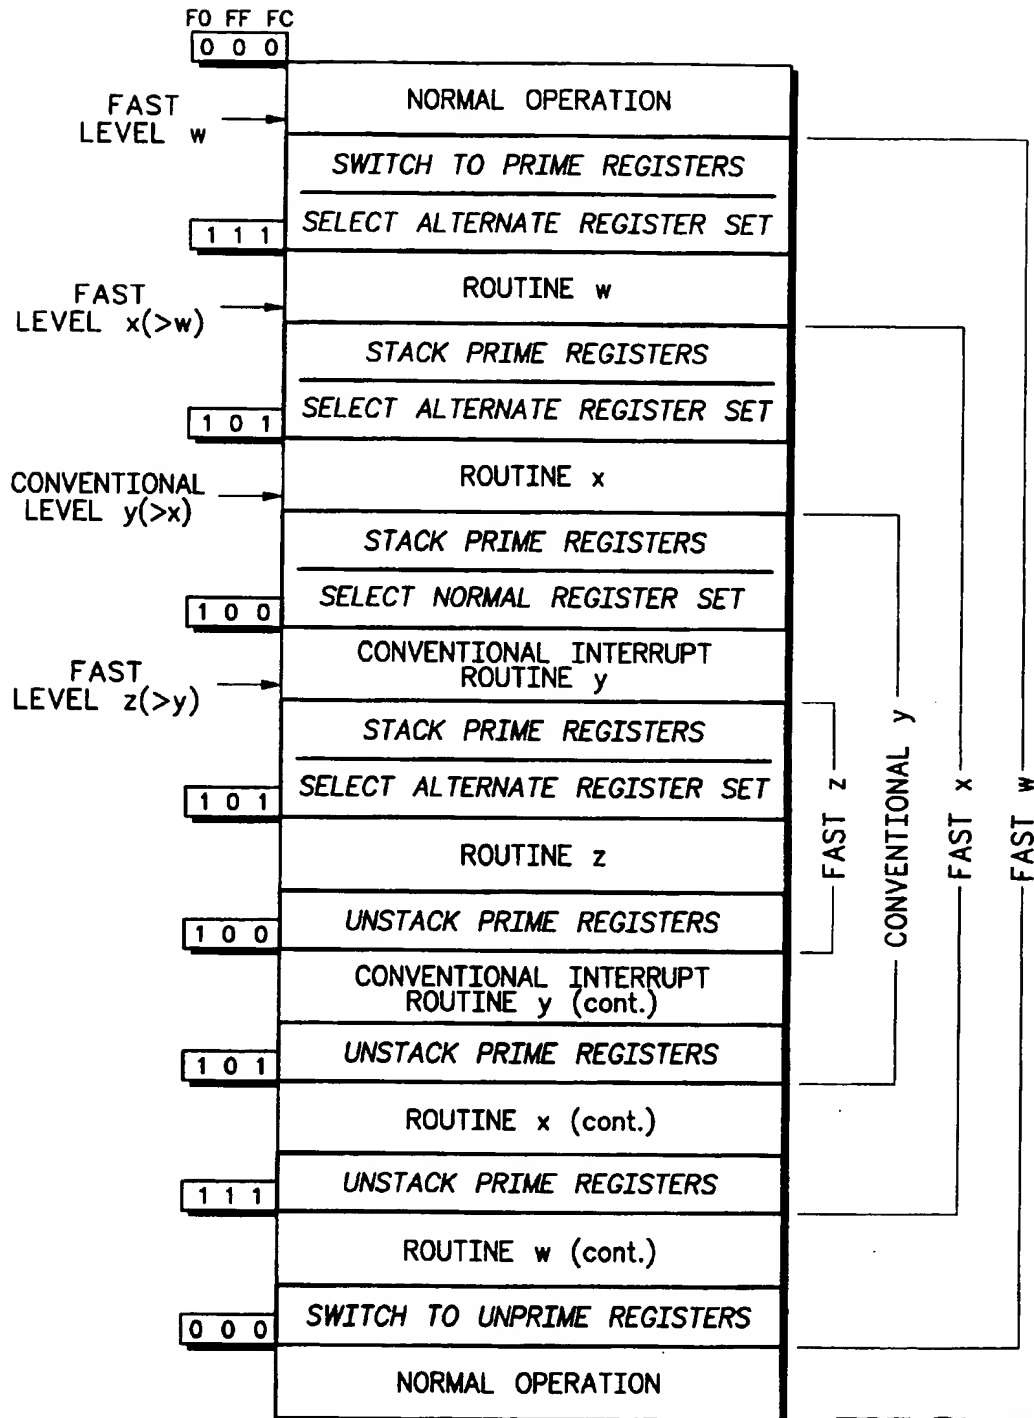 F0 FF FC
0 0 0
NORMAL OPERATION
FAST
LEVEL w
SWITCH TO PRIME REGISTERS
SELECT ALTERNATE REGISTER SET
1 1 1
ROUTINE w
FAST
LEVEL x(>w)
STACK PRIME REGISTERS
SELECT ALTERNATE REGISTER SET
1 0 1
ROUTINE x
CONVENTIONAL
LEVEL y(>x)
STACK PRIME REGISTERS
SELECT NORMAL REGISTER SET
1 0 0
CONVENTIONAL INTERRUPT
ROUTINE y
FAST
LEVEL z(>y)
STACK PRIME REGISTERS
SELECT ALTERNATE REGISTER SET
1 0 1
ROUTINE z
UNSTACK PRIME REGISTERS
1 0 0
CONVENTIONAL INTERRUPT
ROUTINE y (cont.)
UNSTACK PRIME REGISTERS
1 0 1
ROUTINE x (cont.)
UNSTACK PRIME REGISTERS
1 1 1
ROUTINE w (cont.)
SWITCH TO UNPRIME REGISTERS
0 0 0
NORMAL OPERATION
FAST z
CONVENTIONAL y
FAST x
FAST w